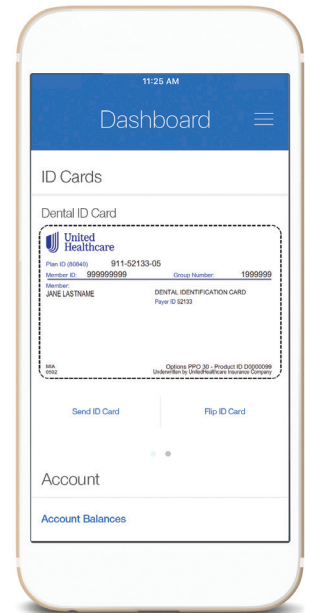 11:25 AM
Dashboard
ID Cards
Dental ID Card
United
Healthcare
Plan ID (80840) 911-52133-05
Member ID: 999999999 Group Number: 1999999
Member:
JANE LASTNAME DENTAL IDENTIFICATION CARD
Payer ID 52133
MIA Options PPO 30 - Product ID D0000099
0502 Underwritten by UnitedHealthcare Insurance Company
Send ID Card Flip ID Card
Account
Account Balances